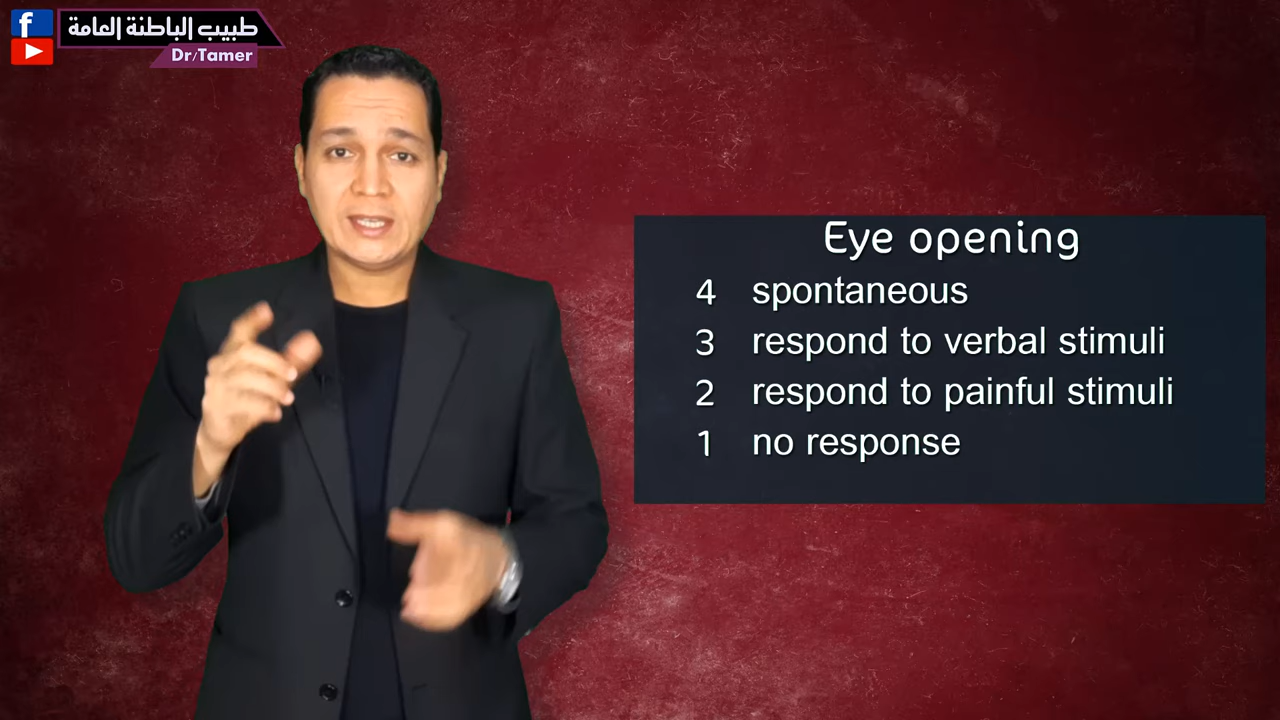 طبيب الباطنة العامة
Dr/Tamer
Eye opening
4 spontaneous
3 respond to verbal stimuli
2 respond to painful stimuli
1 no response